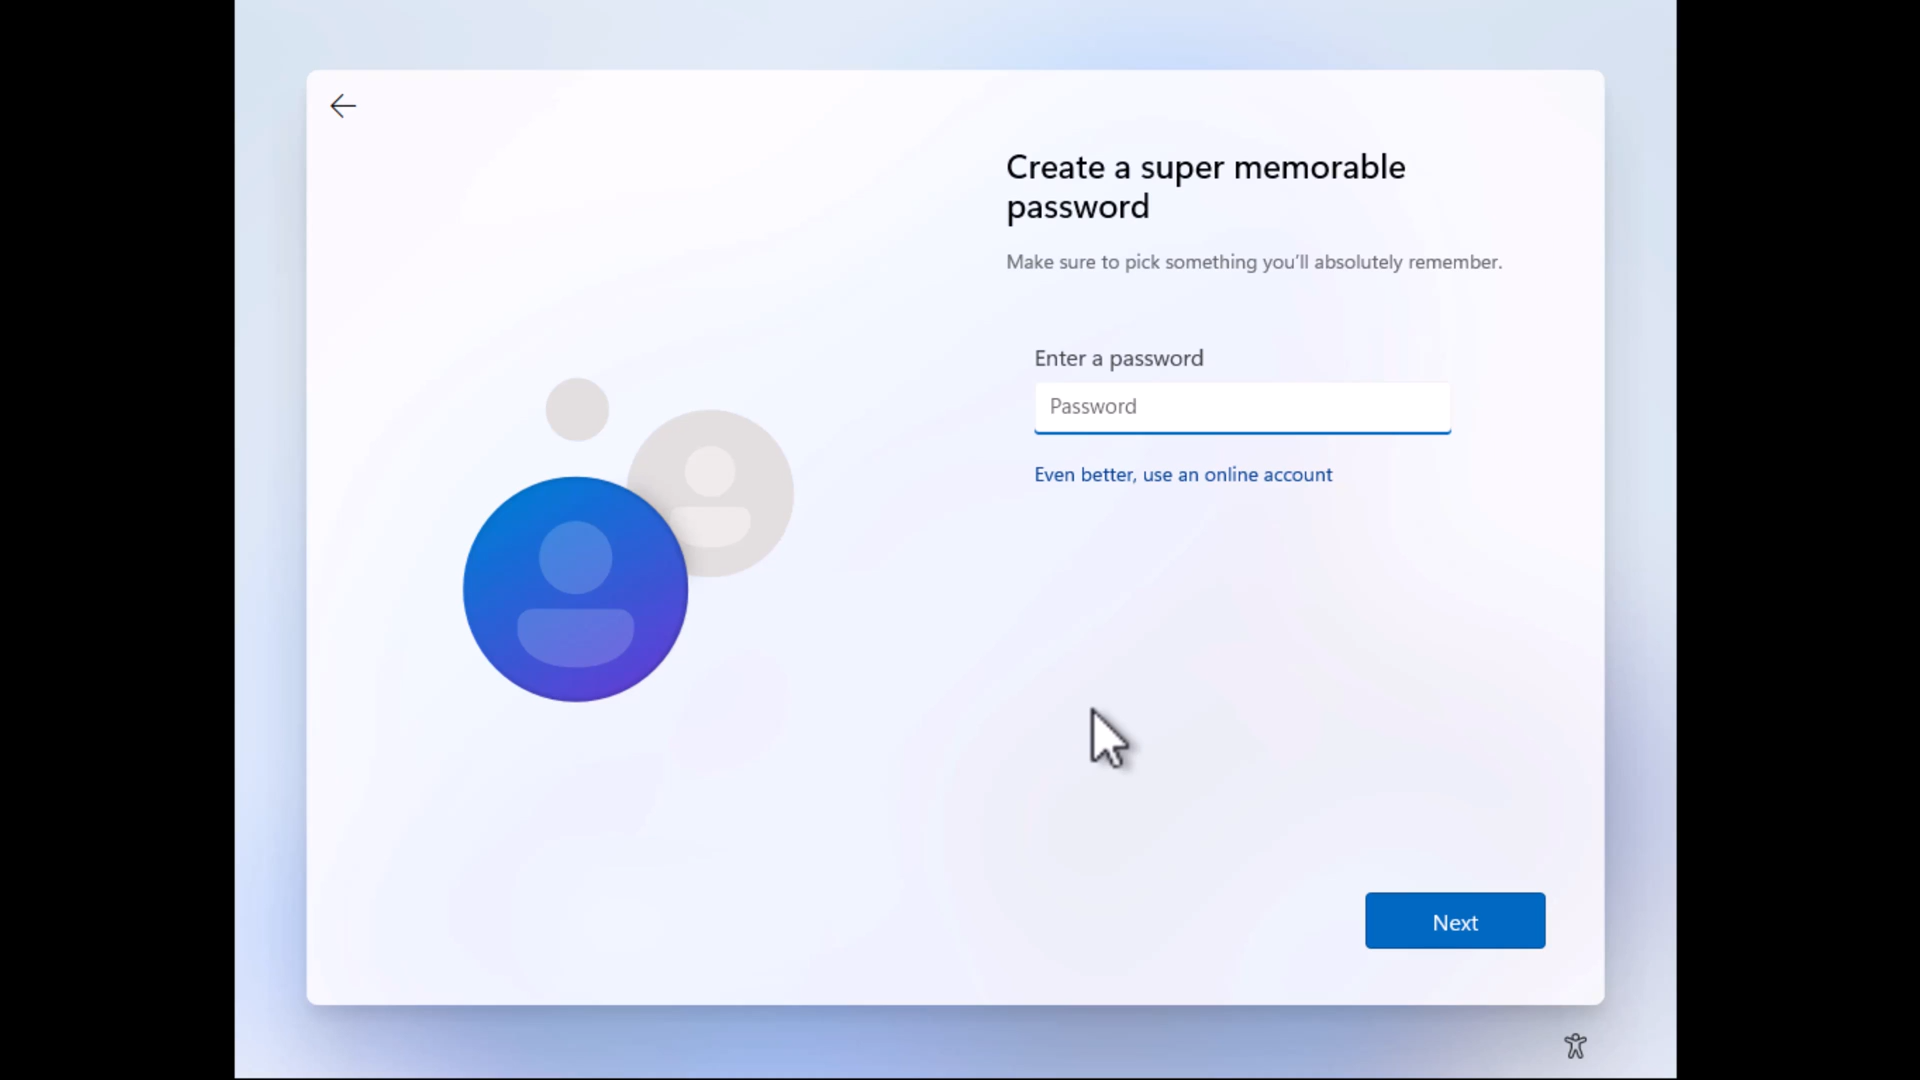 Create a super memorable
password
Make sure to pick something you'll absolutely remember.
Enter a password
Password
Even better, use an online account
Next